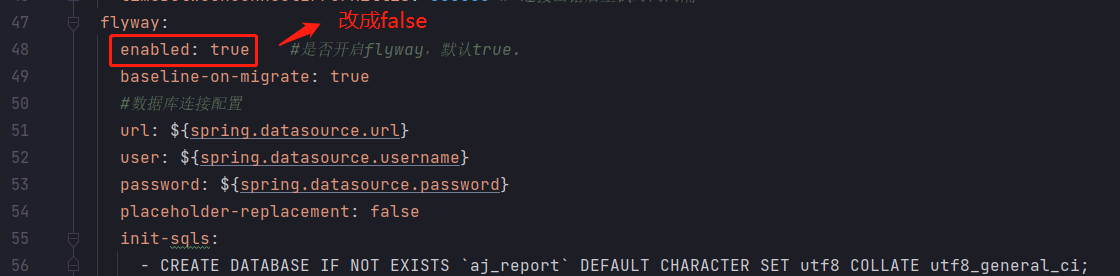 47 flyway: 改成false
48 enabled: true #是否开启flyway，默认true.
49 baseline-on-migrate: true
50 #数据库连接配置
51 url: ${spring.datasource.url}
52 user: ${spring.datasource.username}
53 password: ${spring.datasource.password}
54 placeholder-replacement: false
55 init-sqls:
56 - CREATE DATABASE IF NOT EXISTS `aj_report` DEFAULT CHARACTER SET utf8 COLLATE utf8_general_ci;